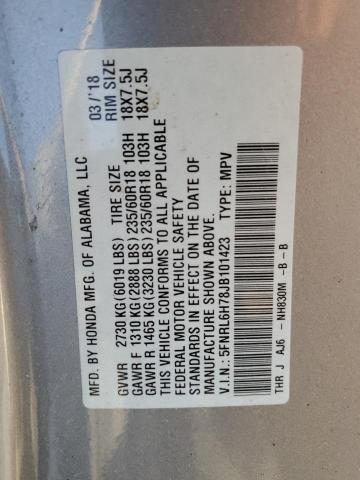 MFD. BY HONDA MFG. OF ALABAMA, LLC 03/'18
TIRE SIZE RIM SIZE
GVWR 2730 KG(6019 LBS)
GAWR F 1310 KG(2888 LBS)235/60R18 103H 18X7.5J
GAWR R 1465 KG(3230 LBS)235/60R18 103H 18X7.5J
THIS VEHICLE CONFORMS TO ALL APPLICABLE
FEDERAL MOTOR VEHICLE SAFETY
STANDARDS IN EFFECT ON THE DATE OF
MANUFACTURE SHOWN ABOVE.
V.I.N.: 5FNRL6H78JB101423 TYPE: MPV
THR J AJ6 - NH830M -B -B